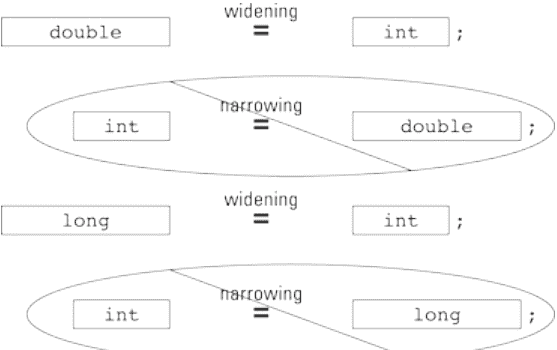 widening
double = int ;
narrowing
int = double ;
widening
long = int ;
narrowing
int = long ;